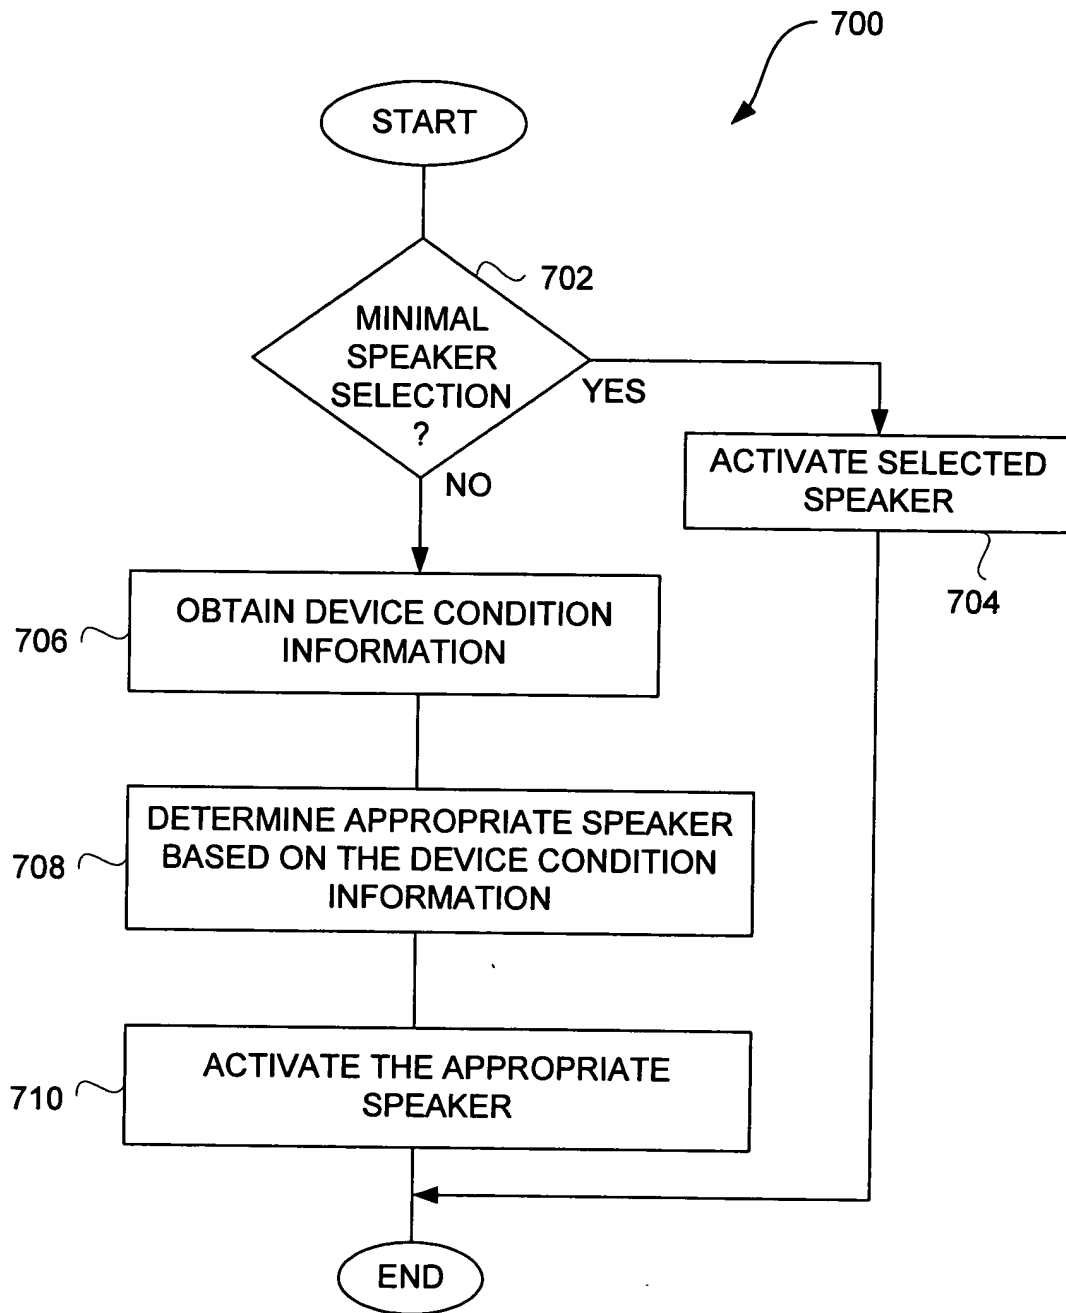 700
START
702
MINIMAL
SPEAKER
SELECTION
?
YES
NO
ACTIVATE SELECTED
SPEAKER
704
706
OBTAIN DEVICE CONDITION
INFORMATION
708
DETERMINE APPROPRIATE SPEAKER
BASED ON THE DEVICE CONDITION
INFORMATION
710
ACTIVATE THE APPROPRIATE
SPEAKER
END